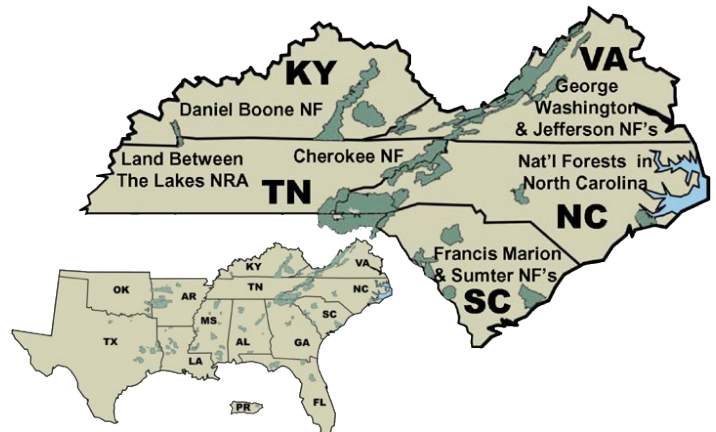 KY
VA
Daniel Boone NF
George
Washington
& Jefferson NF's
Land Between
The Lakes NRA
Cherokee NF
Nat'l Forests in
North Carolina
TN
NC
Francis Marion
& Sumter NF's
SC
KY
VA
OK
AR
TN
NC
MS
SC
TX
AL
GA
LA
FL
PR